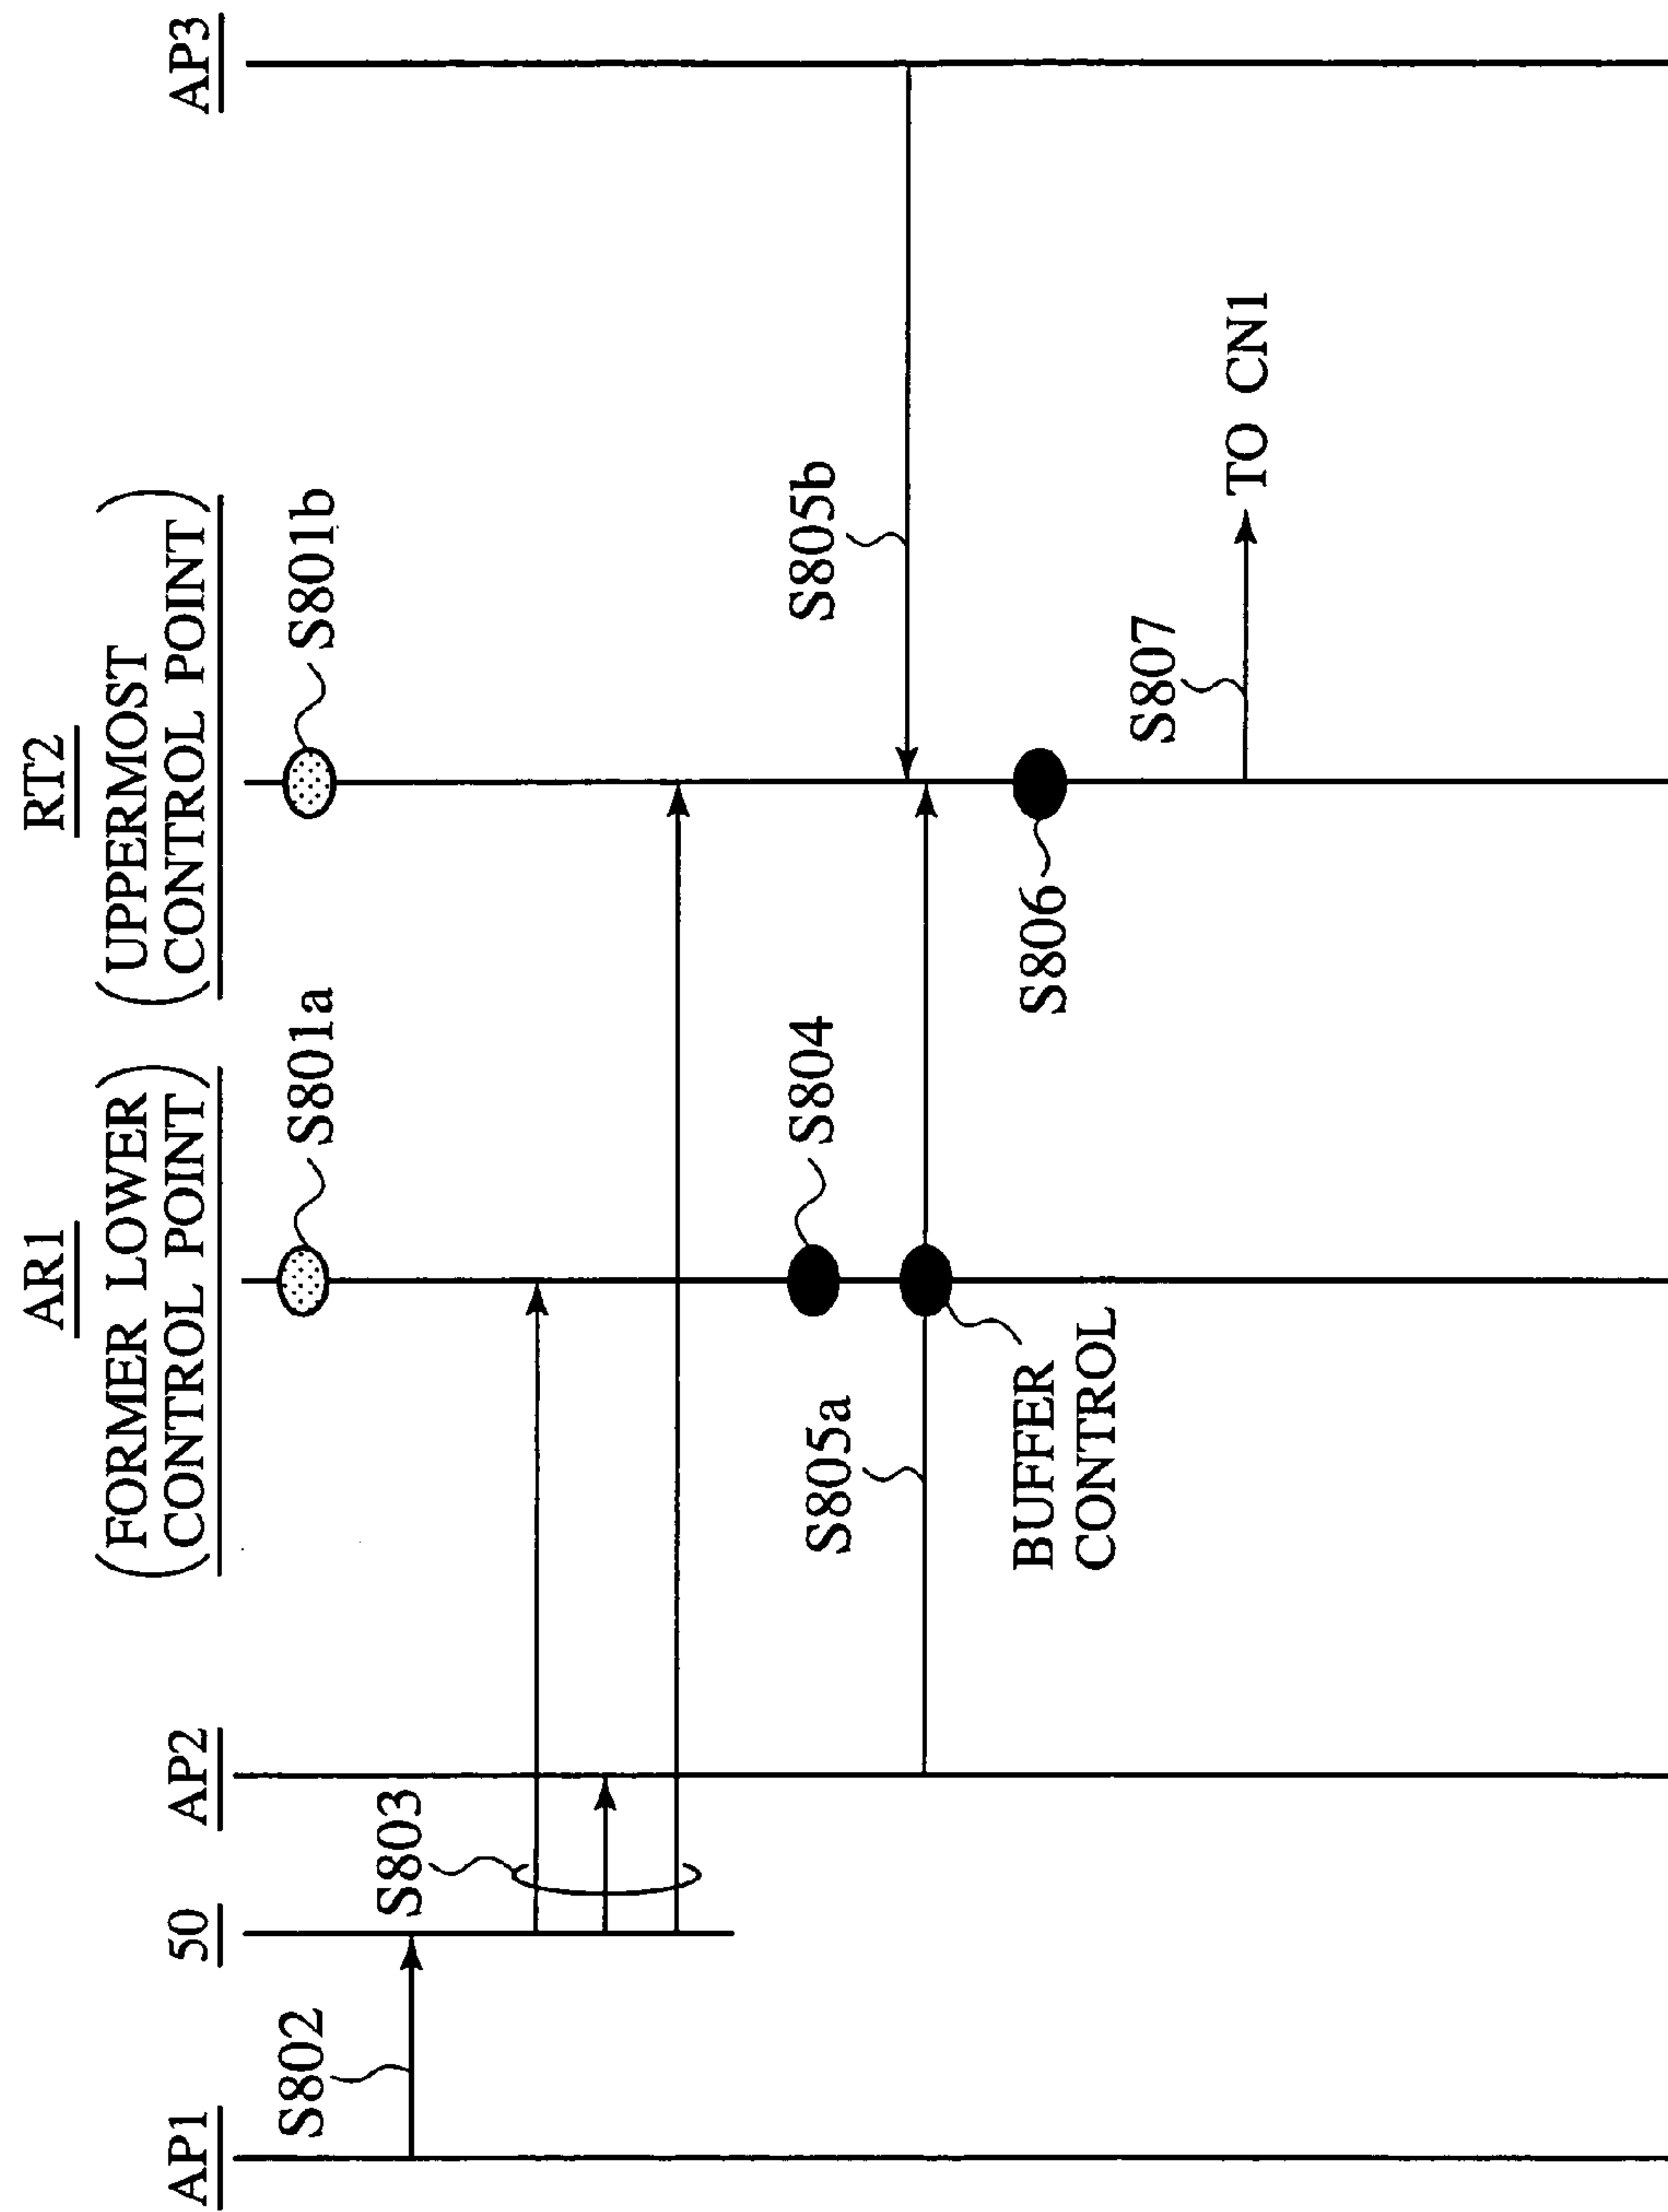 AP1
50
AP2
AR1
(FORMER LOWER
CONTROL POINT)
RT2
(UPPERMOST
CONTROL POINT)
AP3
S801a
S801b
S802
S803
S804
S805a
S805b
BUFFER
CONTROL
S806
S807
TO CN1